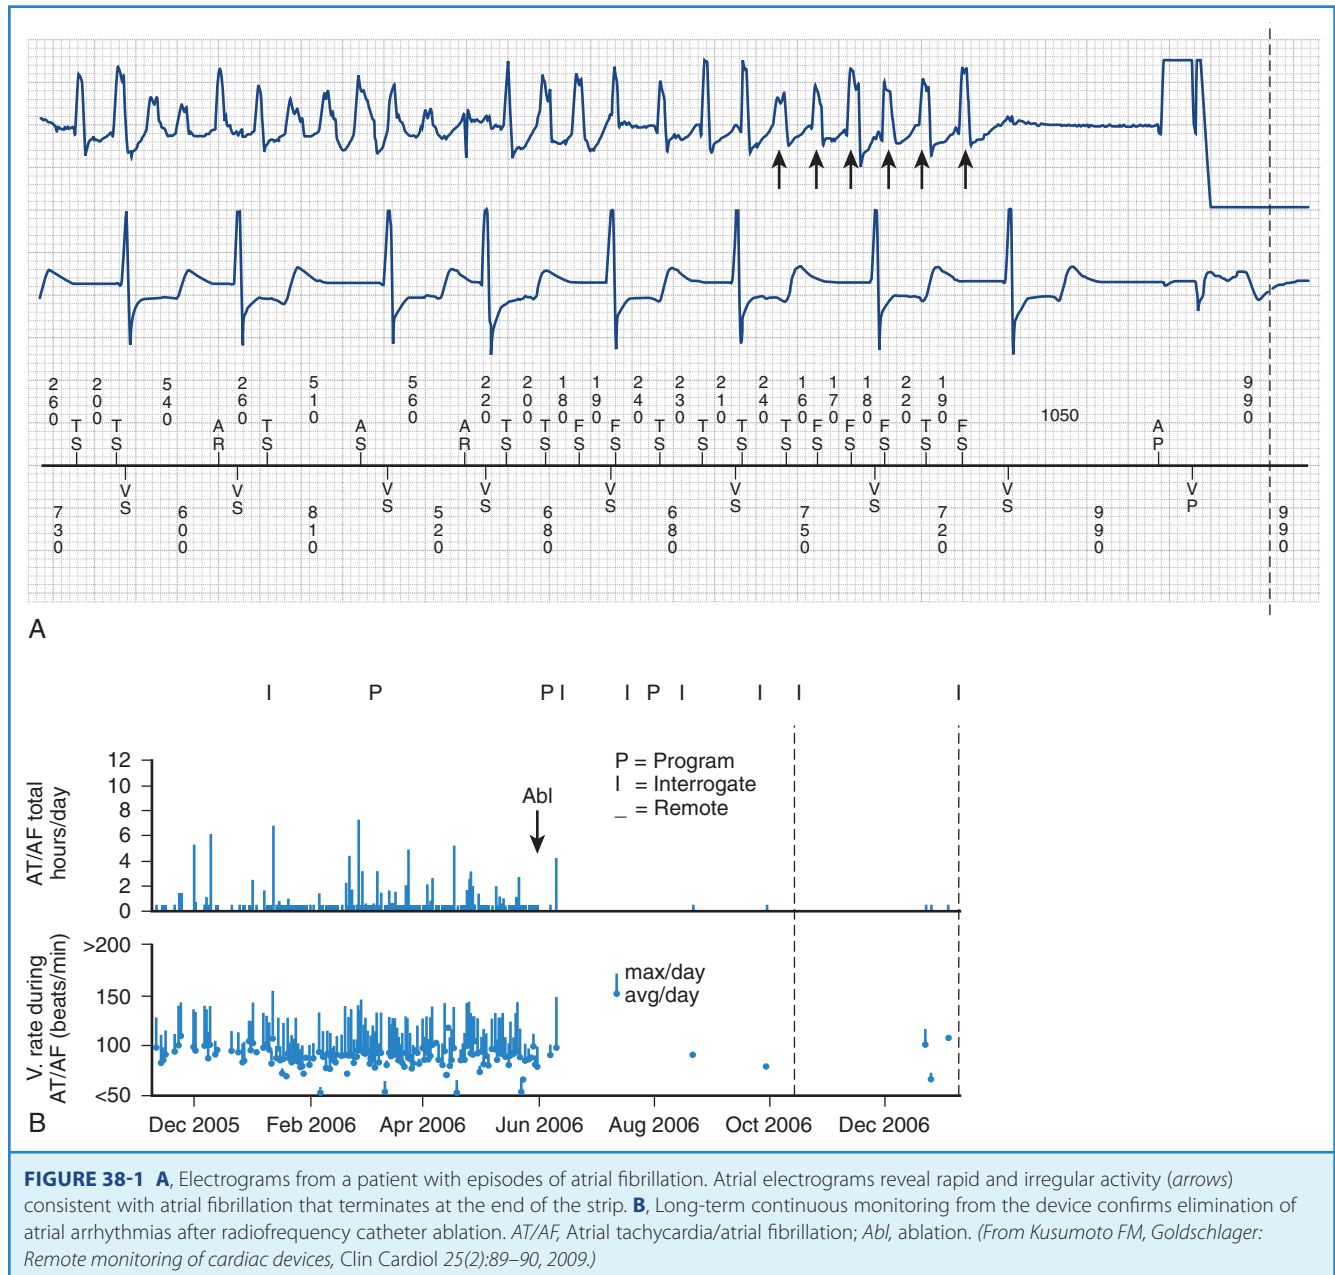 260 200 540 260 510 560 220 200 180 190 240 230 210 240 160 170 180 220 190 1050 990
TS TS AR TS AS AR TS TS FS FS TS TS TS TS FS FS FS TS FS AP
VS VS VS VS VS VS VS VS VP
730 600 810 520 680 680 750 720 990 990
A
I P P I I P I I I I
P = Program
I = Interrogate
_ = Remote
Abl
AT/AF total
hours/day
12
10
8
6
4
2
0
V. rate during
AT/AF (beats/min)
>200
150
100
<50
max/day
avg/day
B
Dec 2005 Feb 2006 Apr 2006 Jun 2006 Aug 2006 Oct 2006 Dec 2006
FIGURE 38-1 A, Electrograms from a patient with episodes of atrial fibrillation. Atrial electrograms reveal rapid and irregular activity (arrows)
consistent with atrial fibrillation that terminates at the end of the strip. B, Long-term continuous monitoring from the device confirms elimination of
atrial arrhythmias after radiofrequency catheter ablation. AT/AF, Atrial tachycardia/atrial fibrillation; Abl, ablation. (From Kusumoto FM, Goldschlager:
Remote monitoring of cardiac devices, Clin Cardiol 25(2):89–90, 2009.)